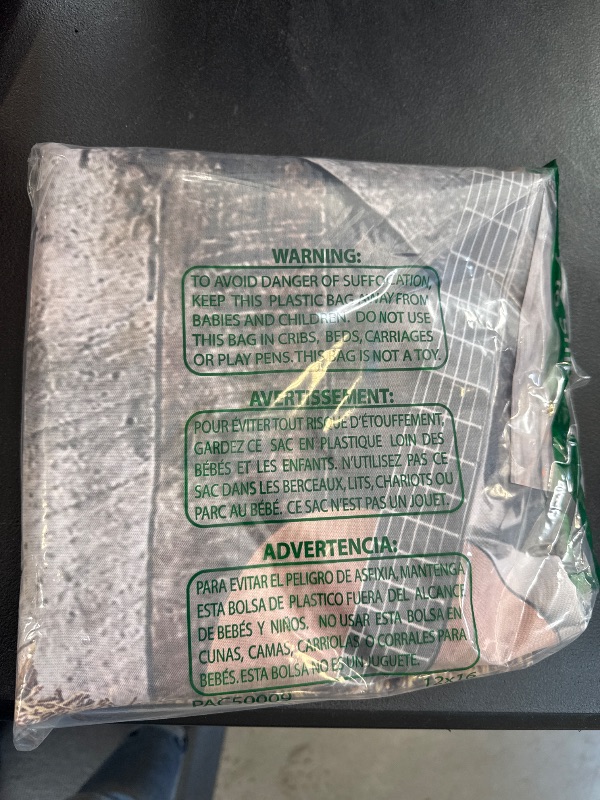 WARNING:
TO AVOID DANGER OF SUFFOCATION,
KEEP THIS PLASTIC BAG AWAY FROM
BABIES AND CHILDREN. DO NOT USE
THIS BAG IN CRIBS, BEDS, CARRIAGES
OR PLAY PENS. THIS BAG IS NOT A TOY.
AVERTISSEMENT:
POUR ÉVITER TOUT RISQUE D'ÉTOUFFEMENT,
GARDEZ CE SAC EN PLASTIQUE LOIN DES
BÉBÉS ET LES ENFANTS. N'UTILISEZ PAS CE
SAC DANS LES BERCEAUX, LITS, CHARIOTS OU
PARC AU BÉBÉ. CE SAC N'EST PAS UN JOUET.
ADVERTENCIA:
PARA EVITAR EL PELIGRO DE ASFIXIA, MANTENGA
ESTA BOLSA DE PLASTICO FUERA DEL ALCANCE
DE BEBÉS Y NIÑOS. NO USAR ESTA BOLSA EN
CUNAS, CAMAS, CARRIOLAS O CORRALES PARA
BEBÉS. ESTA BOLSA NO ES UN JUGUETE.
PAC50009 12X16